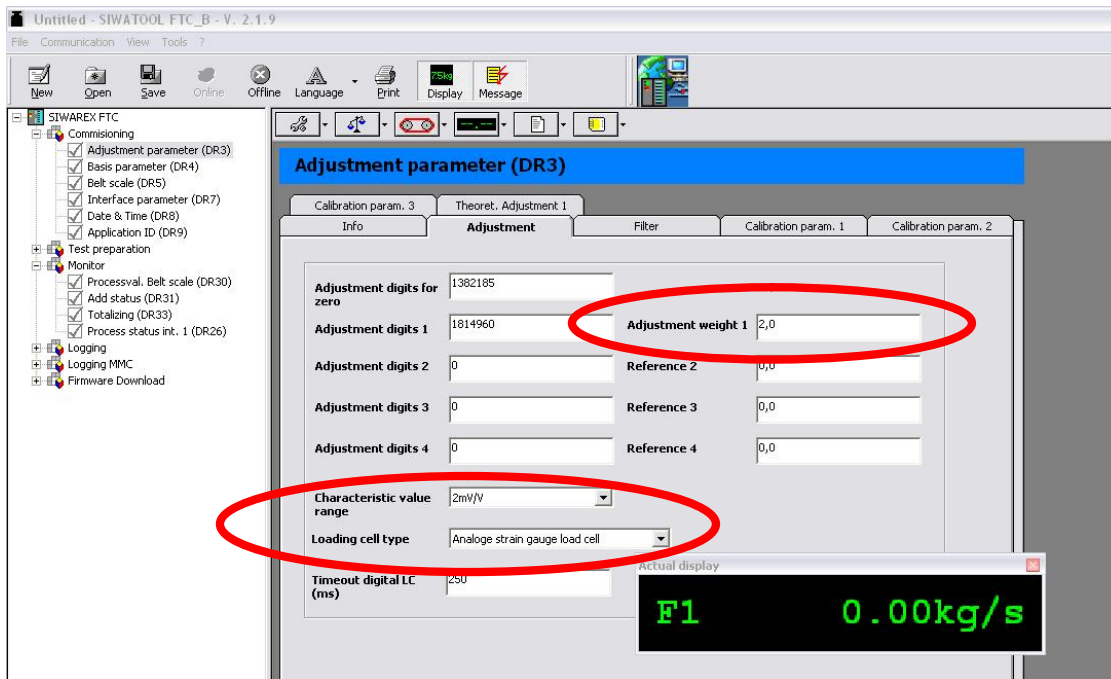 Untitled - SIWATOOL FTC_B - V. 2.1.9
File Communication View Tools ?
New Open Save Online Offline Language Print Display Message
7.5kg
SIWAREX FTC
Commisioning
Adjustment parameter (DR3)
Basis parameter (DR4)
Belt scale (DR5)
Interface parameter (DR7)
Date & Time (DR8)
Application ID (DR9)
Test preparation
Monitor
Processval. Belt scale (DR30)
Add status (DR31)
Totalizing (DR33)
Process status int. 1 (DR26)
Logging
Logging MMC
Firmware Download
Adjustment parameter (DR3)
Calibration param. 3 Theoret. Adjustment 1
Info Adjustment Filter Calibration param. 1 Calibration param. 2
Adjustment digits for zero 1382185
Adjustment digits 1 1814960 Adjustment weight 1 2,0
Adjustment digits 2 0 Reference 2 0,0
Adjustment digits 3 0 Reference 3 0,0
Adjustment digits 4 0 Reference 4 0,0
Characteristic value range 2mV/V
Loading cell type Analoge strain gauge load cell
Timeout digital LC (ms) 250
Actual display
F1 0.00kg/s